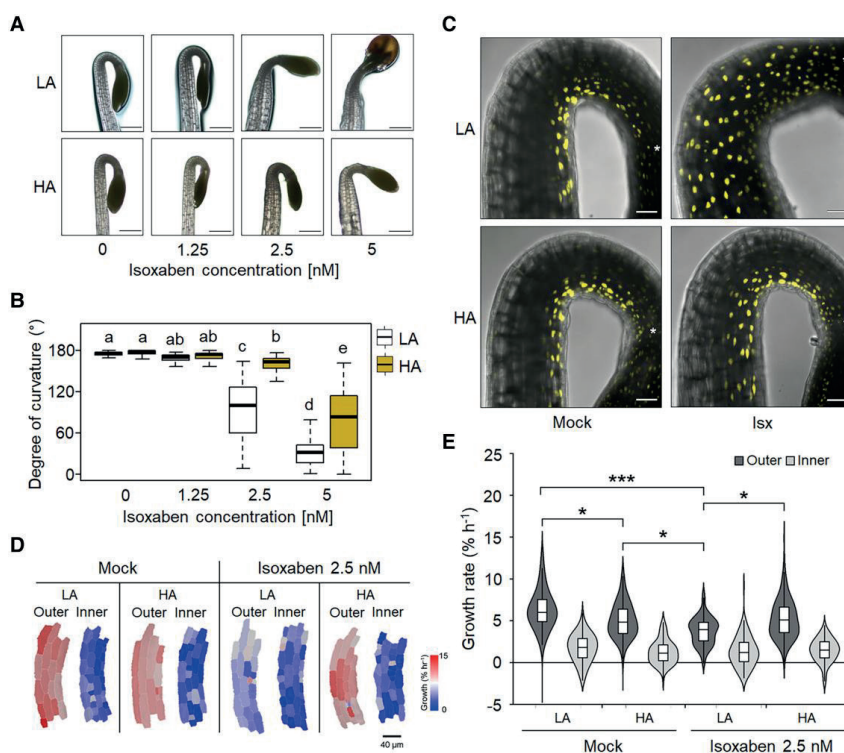 A
LA
HA
0 1.25 2.5 5
Isoxaben concentration [nM]
B
Degree of curvature (°)
180
120
60
0
a a ab ab c b d e
LA
HA
0 1.25 2.5 5
Isoxaben concentration [nM]
C
LA
*
*
HA
*
Mock Isx
D
Mock Isoxaben 2.5 nM
LA HA LA HA
Outer Inner Outer Inner Outer Inner Outer Inner
15
0
Growth (% hr⁻¹)
40 µm
E
Growth rate (% h⁻¹)
25
20
15
10
5
0
-5
Outer Inner
***
* * *
LA HA LA HA
Mock Isoxaben 2.5 nM